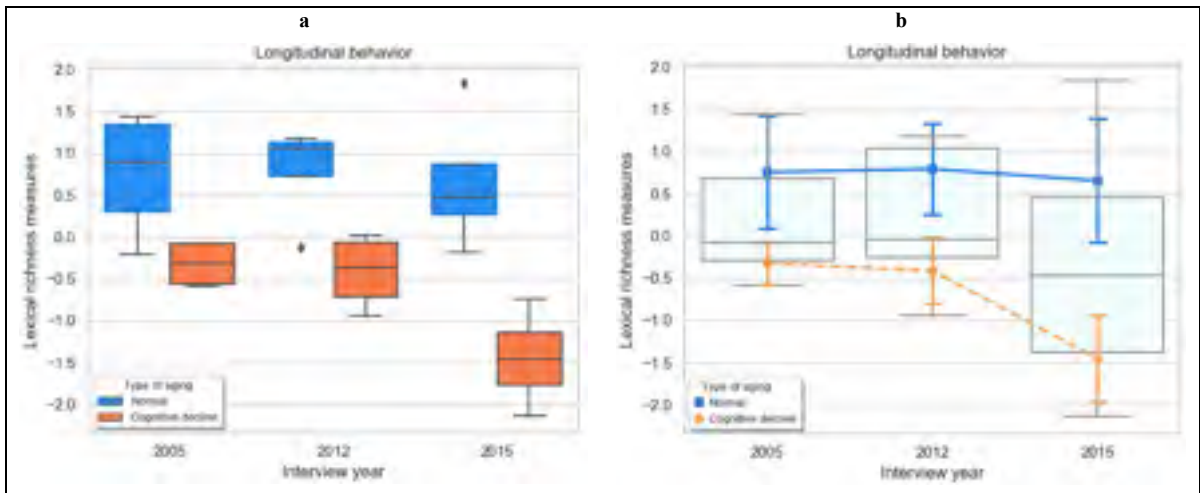 a
Longitudinal behavior
Lexical richness measures
2.0
1.5
1.0
0.5
0.0
−0.5
−1.0
−1.5
−2.0
Type of aging
Normal
Cognitive decline
2005
2012
2015
Interview year
b
Longitudinal behavior
Lexical richness measures
2.0
1.5
1.0
0.5
0.0
−0.5
−1.0
−1.5
−2.0
Type of aging
Normal
Cognitive decline
2005
2012
2015
Interview year